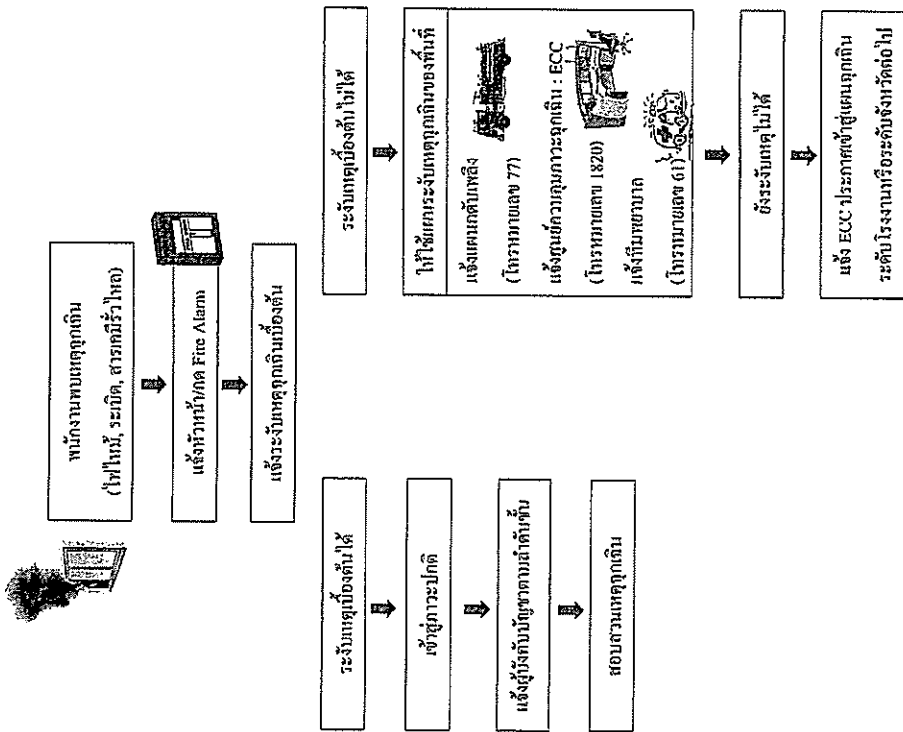 พนักงานพบเหตุฉุกเฉิน
(ไฟไหม้, ระเบิด, สารเคมีรั่วไหล)
แจ้งหัวหน้า/กด Fire Alarm
แจ้งระงับเหตุฉุกเฉินเบื้องต้น
ระงับเหตุเบื้องต้นได้
เข้าสู่ภาวะปกติ
แจ้งผู้บังคับบัญชาตามลำดับชั้น
สอบสวนเหตุฉุกเฉิน
ระงับเหตุเบื้องต้นไม่ได้
ให้ใช้แผนระงับเหตุฉุกเฉินของพื้นที่
แจ้งแผนกดับเพลิง
(โทรหมายเลข 77)
แจ้งศูนย์ควบคุมภาวะฉุกเฉิน : ECC
(โทรหมายเลข 1820)
แจ้งทีมพยาบาล
(โทรหมายเลข 61)
ยังระงับเหตุไม่ได้
แจ้ง ECC ประกาศเข้าสู่แผนฉุกเฉิน
ระดับโรงงานหรือระดับจังหวัดต่อไป